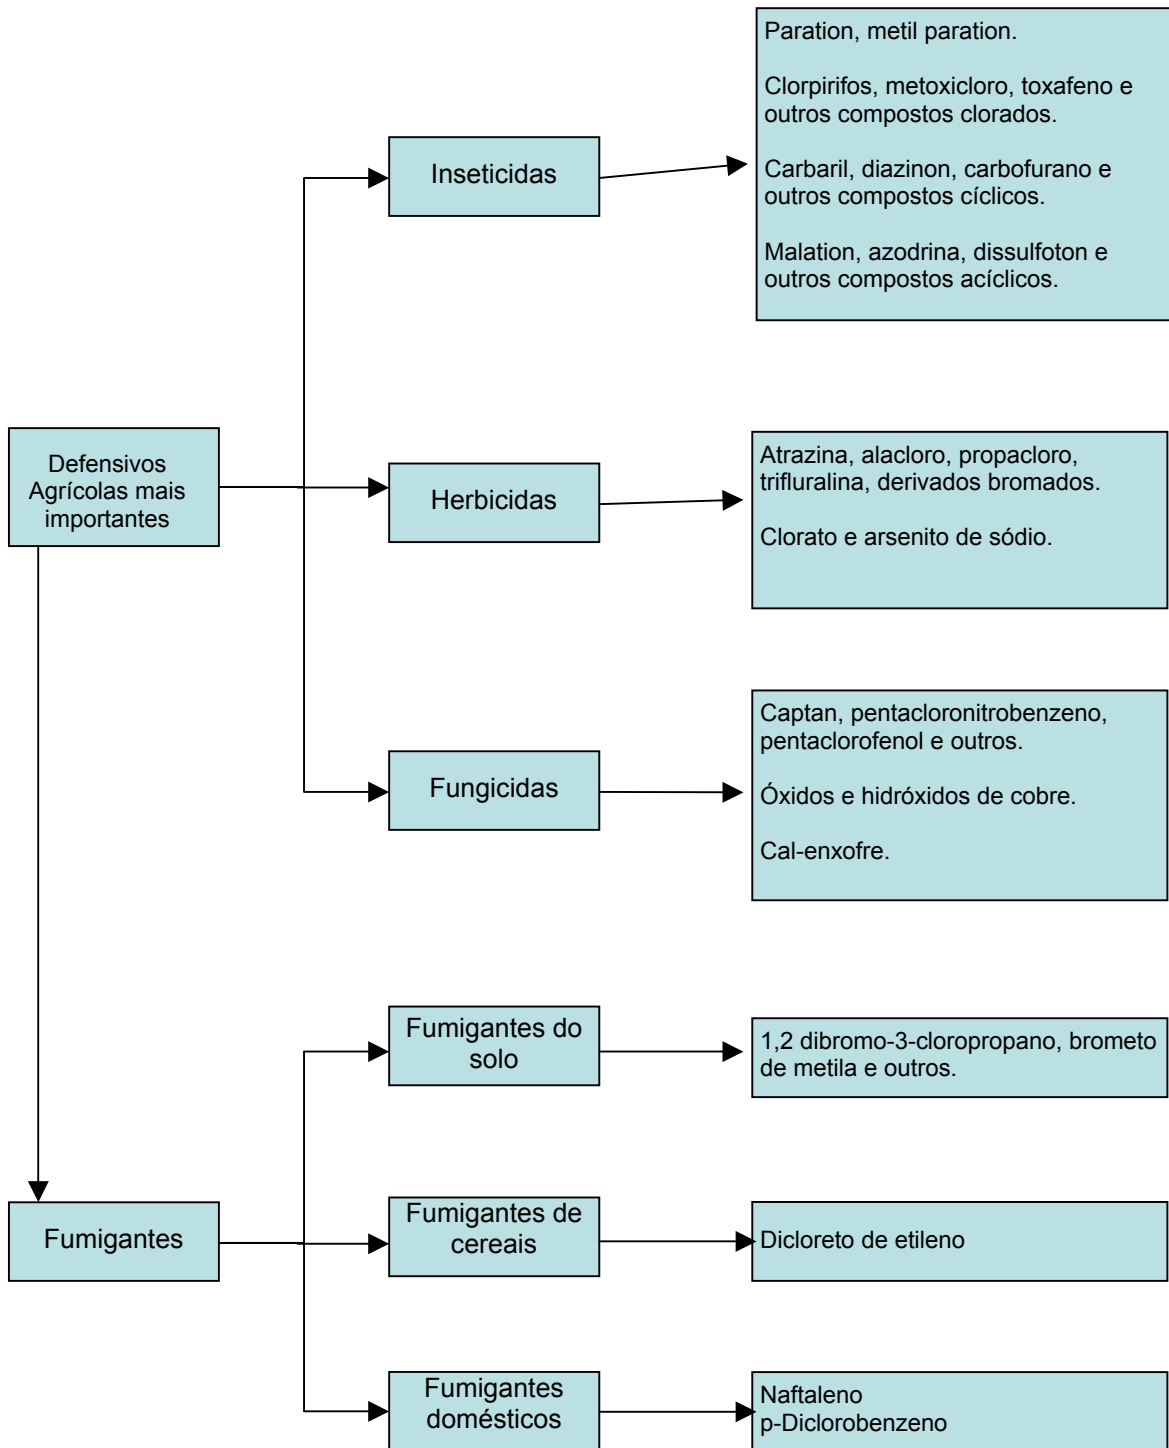 Paration, metil paration.
Clorpirifos, metoxicloro, toxafeno e
outros compostos clorados.
Carbaril, diazinon, carbofurano e
outros compostos cíclicos.
Malation, azodrina, dissulfoton e
outros compostos acíclicos.
Inseticidas
Defensivos
Agrícolas mais
importantes
Herbicidas
Atrazina, alacloro, propacloro,
trifluralina, derivados bromados.
Clorato e arsenito de sódio.
Fungicidas
Captan, pentacloronitrobenzeno,
pentaclorofenol e outros.
Óxidos e hidróxidos de cobre.
Cal-enxofre.
Fumigantes do
solo
1,2 dibromo-3-cloropropano, brometo
de metila e outros.
Fumigantes
Fumigantes de
cereais
Dicloreto de etileno
Fumigantes
domésticos
Naftaleno
p-Diclorobenzeno